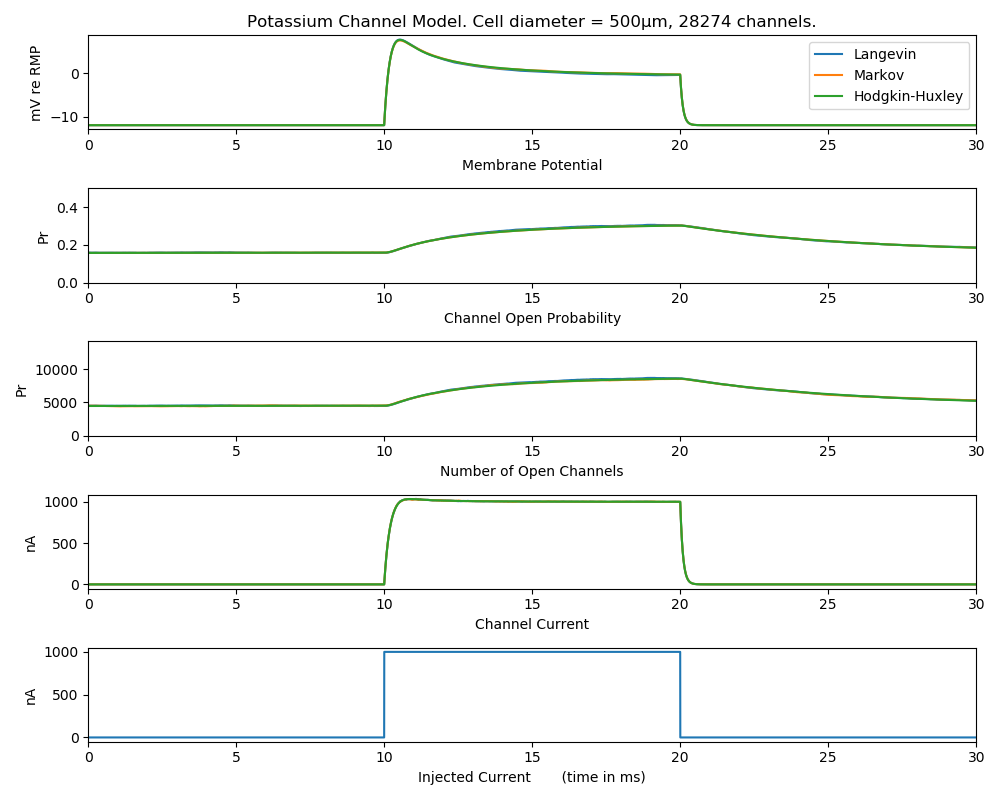 Potassium Channel Model. Cell diameter = 500μm, 28274 channels.
mV re RMP
0
−10
Langevin
Markov
Hodgkin-Huxley
0 5 10 15 20 25 30
Membrane Potential
Pr
0.4
0.2
0.0
0 5 10 15 20 25 30
Channel Open Probability
Pr
10000
5000
0
0 5 10 15 20 25 30
Number of Open Channels
nA
1000
500
0
0 5 10 15 20 25 30
Channel Current
nA
1000
500
0
0 5 10 15 20 25 30
Injected Current (time in ms)